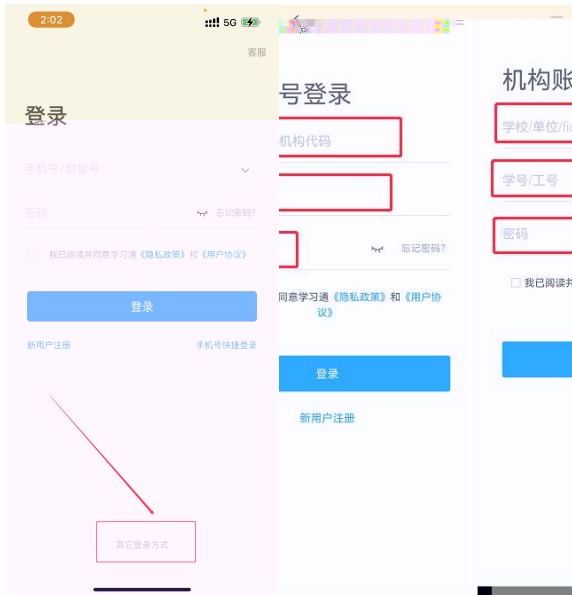 2:02
5G
客服
登录
手机号/超星号
密码
忘记密码?
我已阅读并同意学习通《隐私政策》和《用户协议》
登录
新用户注册
手机号快捷登录
其它登录方式
号登录
机构代码
忘记密码?
同意学习通《隐私政策》和《用户协
议》
登录
新用户注册
机构账
学校/单位/fid
学号/工号
密码
我已阅读并